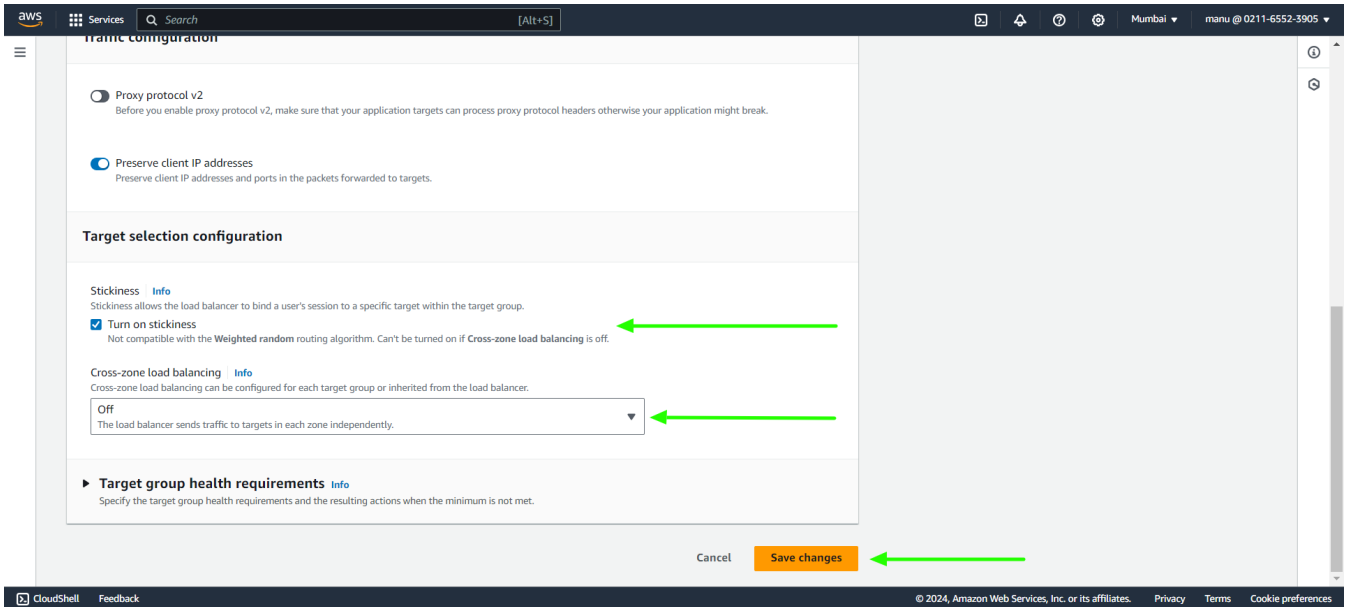 aws
Services
Search
[Alt+S]
Mumbai
manu @ 0211-6552-3905
Traffic configuration
Proxy protocol v2
Before you enable proxy protocol v2, make sure that your application targets can process proxy protocol headers otherwise your application might break.
Preserve client IP addresses
Preserve client IP addresses and ports in the packets forwarded to targets.
Target selection configuration
Stickiness Info
Stickiness allows the load balancer to bind a user's session to a specific target within the target group.
Turn on stickiness
Not compatible with the Weighted random routing algorithm. Can't be turned on if Cross-zone load balancing is off.
Cross-zone load balancing Info
Cross-zone load balancing can be configured for each target group or inherited from the load balancer.
Off
The load balancer sends traffic to targets in each zone independently.
Target group health requirements Info
Specify the target group health requirements and the resulting actions when the minimum is not met.
Cancel
Save changes
CloudShell
Feedback
© 2024, Amazon Web Services, Inc. or its affiliates.
Privacy
Terms
Cookie preferences